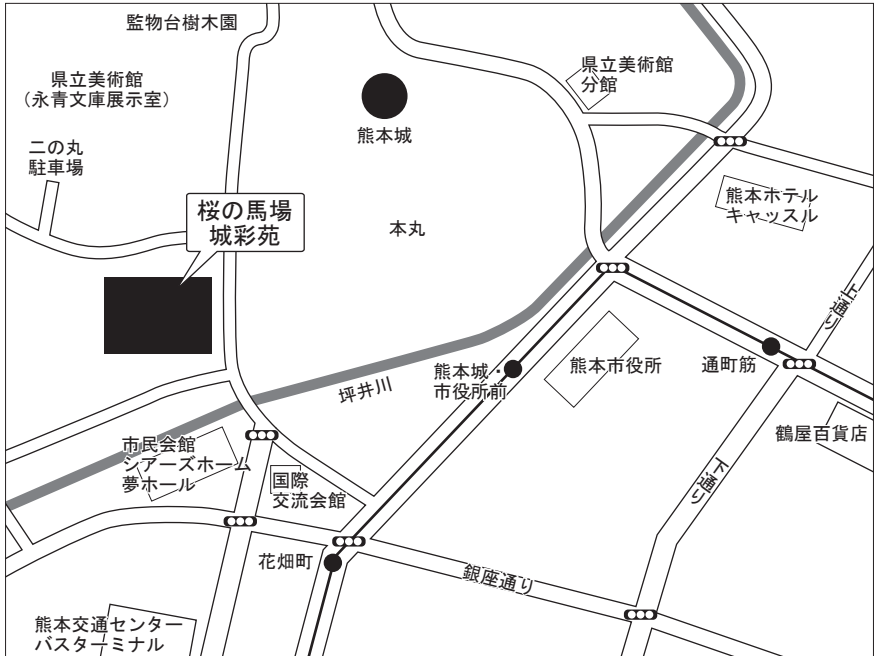 監物台樹木園
県立美術館
（永青文庫展示室）
県立美術館
分館
熊本城
二の丸
駐車場
熊本ホテル
キャッスル
桜の馬場
城彩苑
本丸
上通り
熊本城・
市役所前
熊本市役所
通町筋
坪井川
鶴屋百貨店
市民会館
シアーズホーム
夢ホール
国際
交流会館
下通り
花畑町
銀座通り
熊本交通センター
バスターミナル